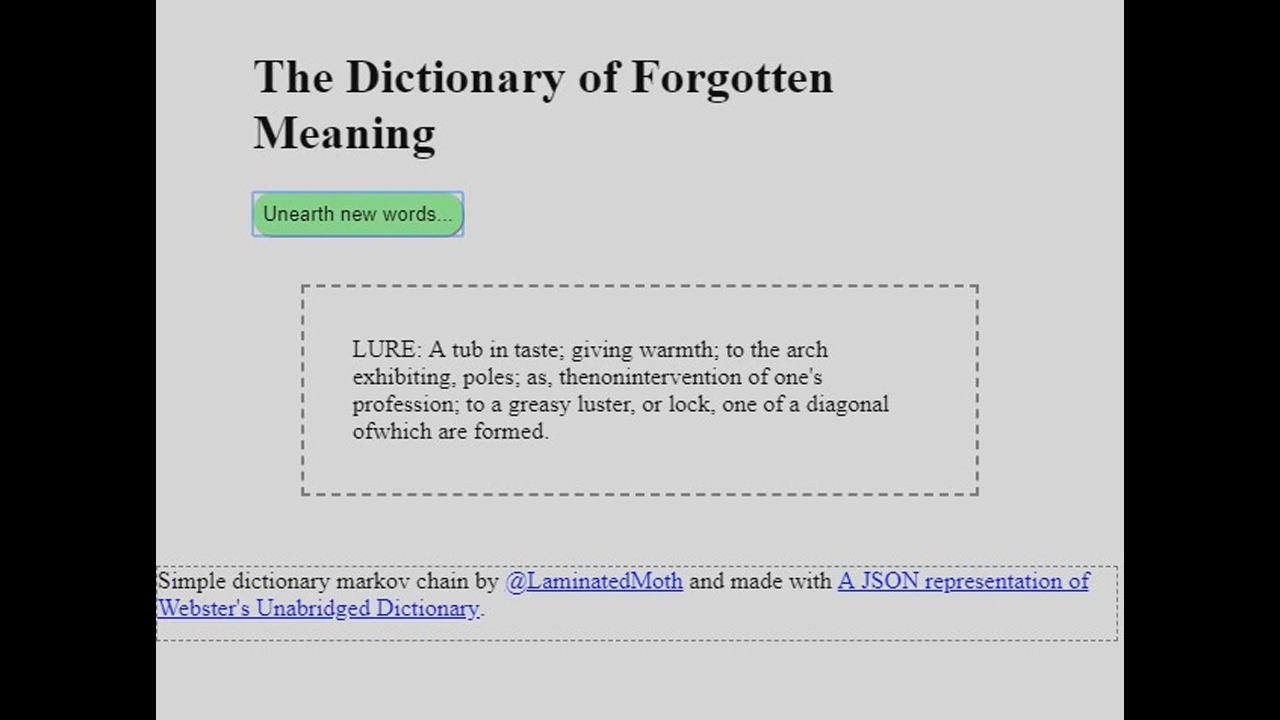 The Dictionary of Forgotten
Meaning
Unearth new words...
LURE: A tub in taste; giving warmth; to the arch
exhibiting, poles; as, thenonintervention of one's
profession; to a greasy luster, or lock, one of a diagonal
ofwhich are formed.
Simple dictionary markov chain by @LaminatedMoth and made with A JSON representation of
Webster's Unabridged Dictionary.